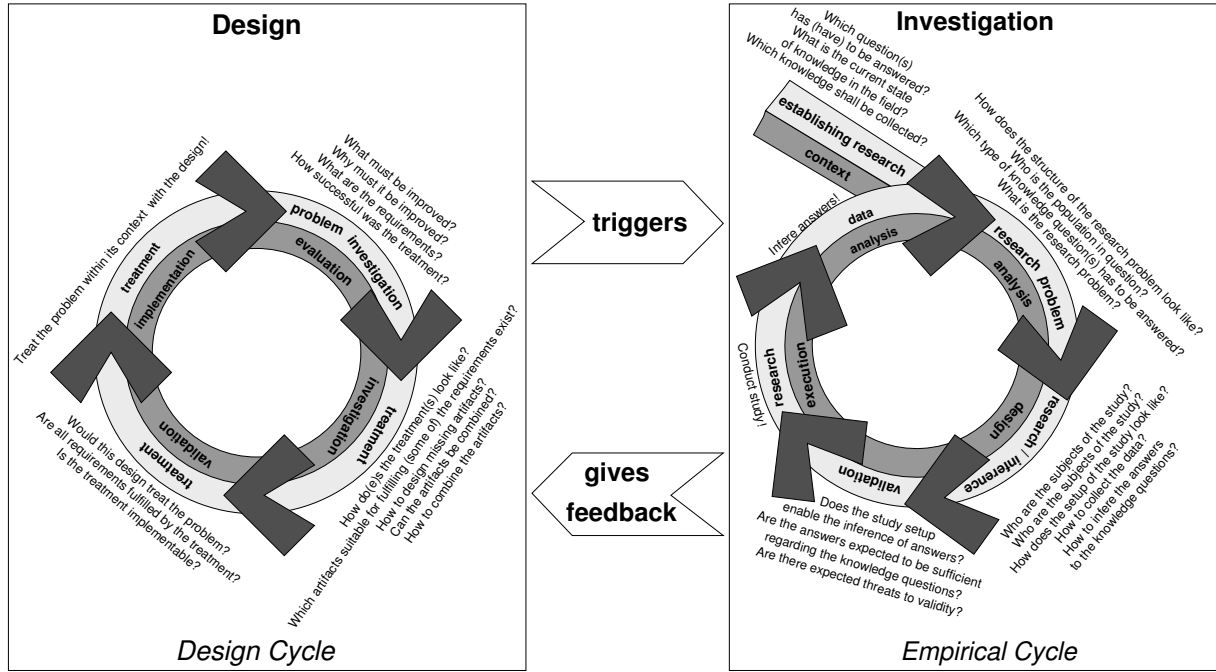 Design
What must be improved?
Why must it be improved?
What are the requirements?
How successful was the treatment?
problem investigation
evaluation
How do(e)s the treatment(s) look like?
Which artifacts suitable for fulfilling (some of) the requirements exist?
How to design missing artifacts?
Can the artifacts be combined?
How to combine the artifacts?
treatment
investigation
Would this design treat the problem?
Are all requirements fulfilled by the treatment?
Is the treatment implementable?
treatment
validation
Treat the problem within its context with the design!
treatment
implementation
Design Cycle
triggers
gives
feedback
Investigation
Which question(s)
has (have) to be answered?
What is the current state
of knowledge in the field?
Which knowledge shall be collected?
establishing research
context
How does the structure of the research problem look like?
Who is the population in question?
Which type of knowledge question(s) has to be answered?
What is the research problem?
research problem
analysis
Who are the subjects of the study?
Who are the subjects of the study?
How does the setup of the study look like?
How to collect the data?
How to infere the answers
to the knowledge questions?
research / inference
design
Does the study setup
enable the inference of answers?
Are the answers expected to be sufficient
regarding the knowledge questions?
Are there expected threats to validity?
validation
Conduct study!
research
execution
Infere answers!
data
analysis
Empirical Cycle